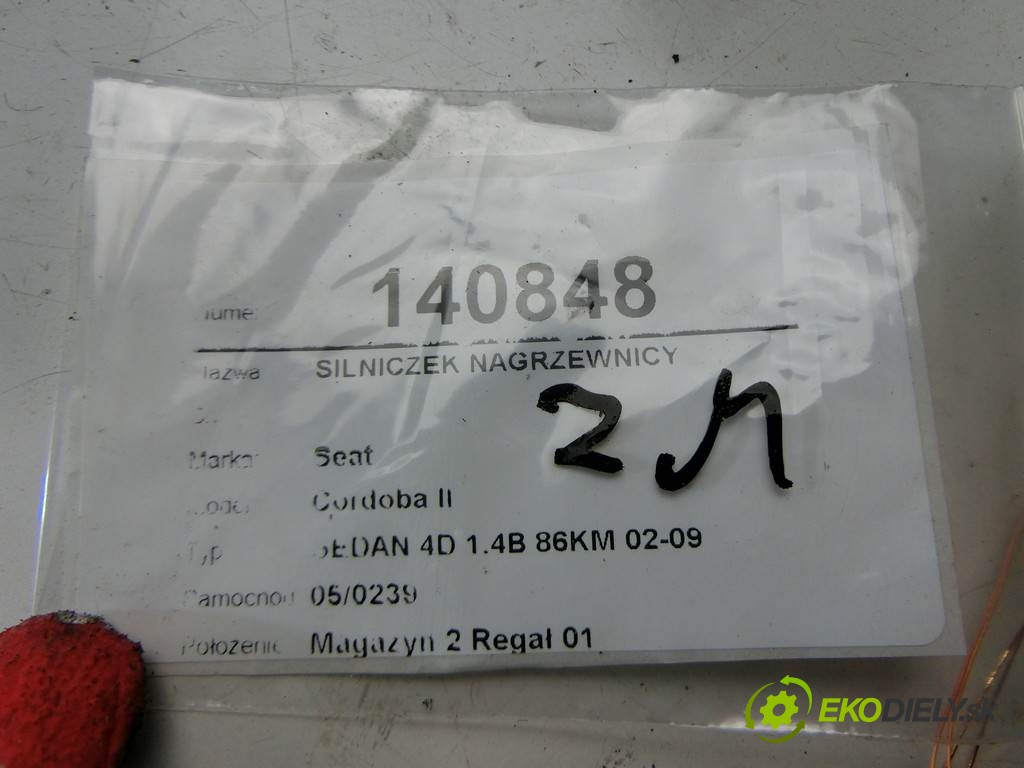 140848
SILNICZEK NAGRZEWNICY
2 M
Marka Seat
Cordoba II
SEDAN 4D 1.4B 86KM 02-09
05/0239
Położenie Magazyn 2 Regał 01
EKODIELY.sk